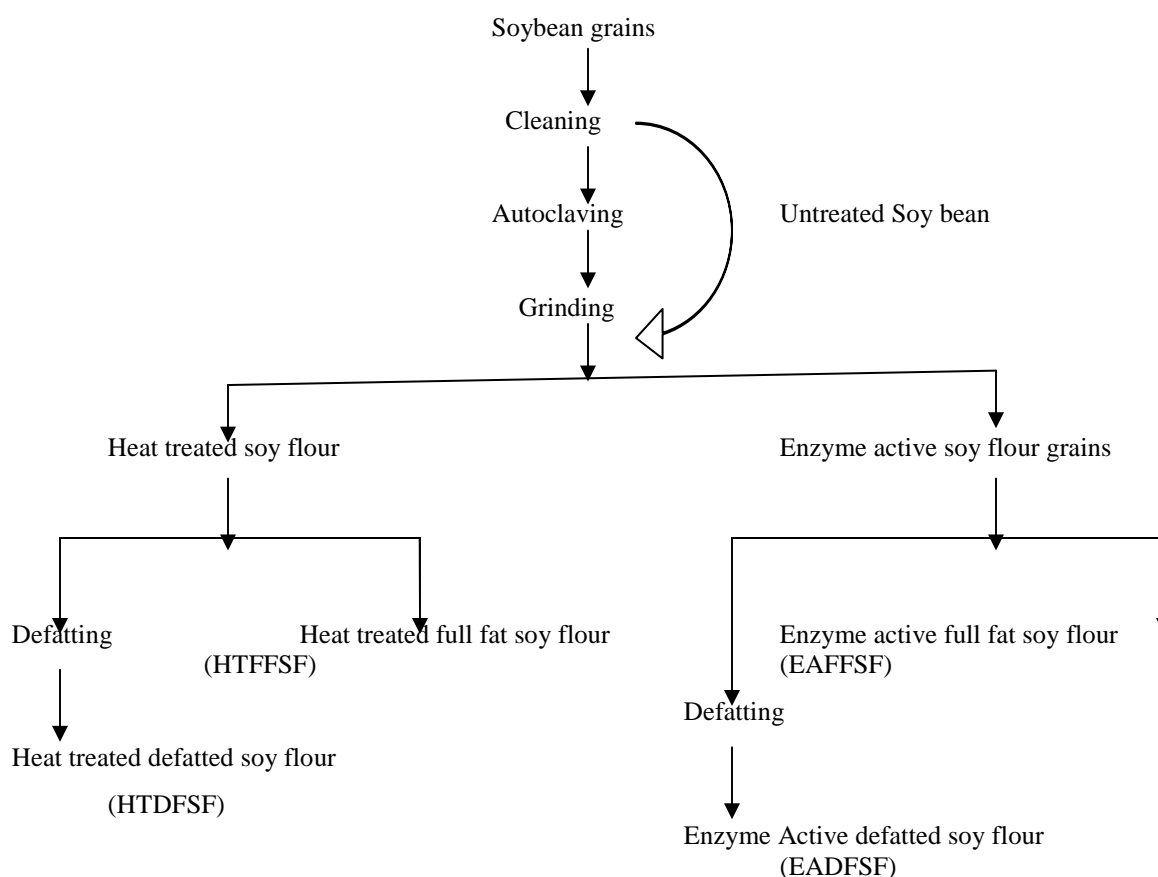 Soybean grains
Cleaning
Autoclaving
Untreated Soy bean
Grinding
Heat treated soy flour
Enzyme active soy flour grains
Defatting
Heat treated full fat soy flour
(HTFFSF)
Enzyme active full fat soy flour
(EAFFSF)
Defatting
Heat treated defatted soy flour
(HTDFSF)
Enzyme Active defatted soy flour
(EADFSF)